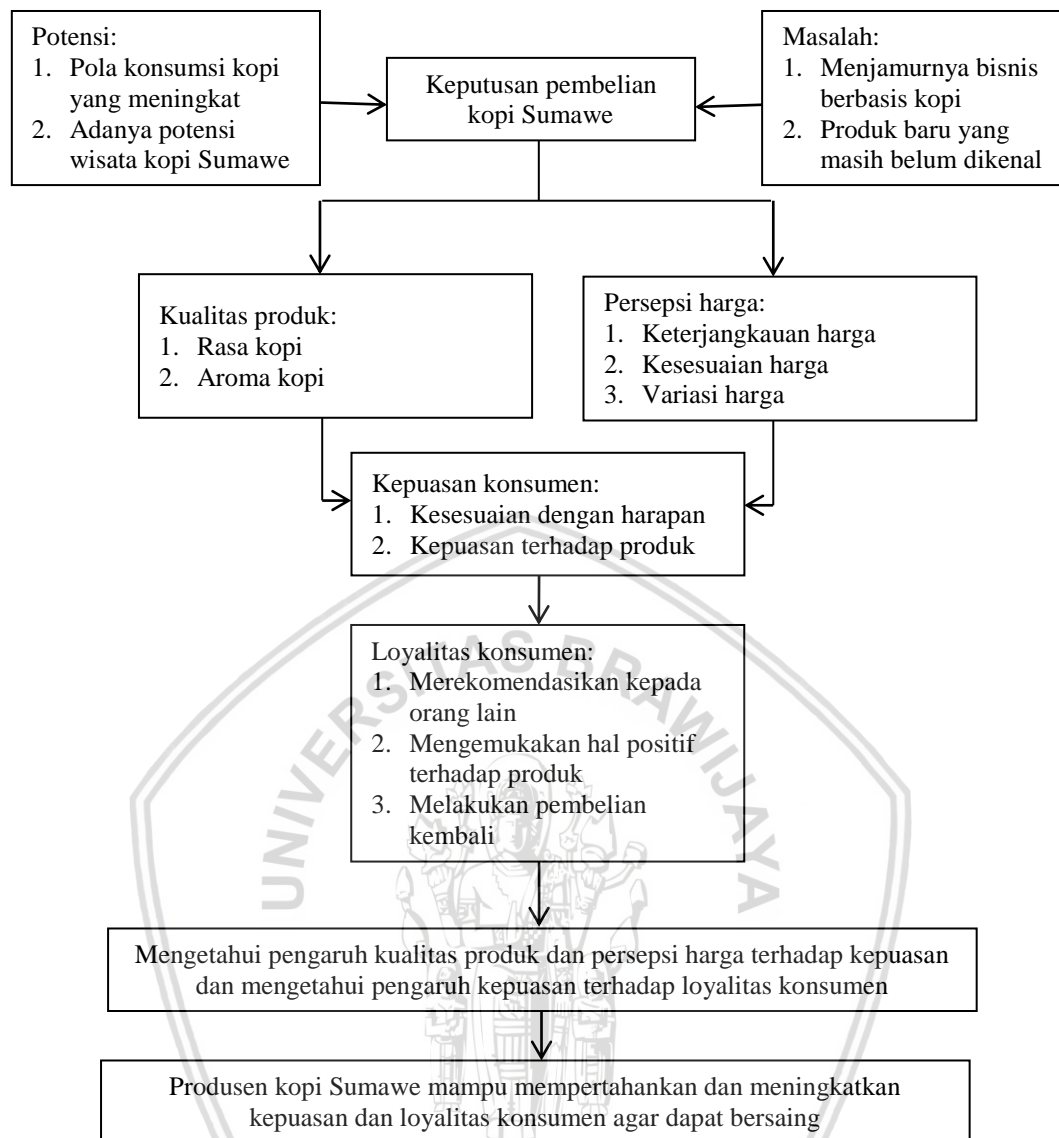 Potensi:
1. Pola konsumsi kopi
yang meningkat
2. Adanya potensi
wisata kopi Sumawe
Keputusan pembelian
kopi Sumawe
Masalah:
1. Menjamurnya bisnis
berbasis kopi
2. Produk baru yang
masih belum dikenal
Kualitas produk:
1. Rasa kopi
2. Aroma kopi
Persepsi harga:
1. Keterjangkauan harga
2. Kesesuaian harga
3. Variasi harga
Kepuasan konsumen:
1. Kesesuaian dengan harapan
2. Kepuasan terhadap produk
Loyalitas konsumen:
1. Merekomendasikan kepada
orang lain
2. Mengemukakan hal positif
terhadap produk
3. Melakukan pembelian
kembali
UNIVERSITAS BRAWIJAYA
Mengetahui pengaruh kualitas produk dan persepsi harga terhadap kepuasan
dan mengetahui pengaruh kepuasan terhadap loyalitas konsumen
Produsen kopi Sumawe mampu mempertahankan dan meningkatkan
kepuasan dan loyalitas konsumen agar dapat bersaing